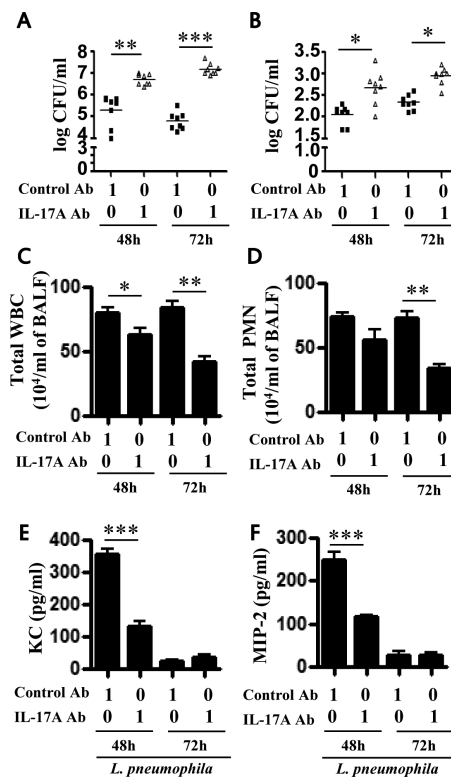 A
** ***
log CFU/ml
7
6
5
4
3
2
1
0
Control Ab 1 0 1 0
IL-17A Ab 0 1 0 1
48h 72h
B
* *
log CFU/ml
3.5
3.0
2.5
2.0
1.5
1.0
0
Control Ab 1 0 1 0
IL-17A Ab 0 1 0 1
48h 72h
C
* **
Total WBC
(10⁴/ml of BALF)
100
50
0
Control Ab 1 0 1 0
IL-17A Ab 0 1 0 1
48h 72h
D
**
Total PMN
(10⁴/ml of BALF)
100
50
0
Control Ab 1 0 1 0
IL-17A Ab 0 1 0 1
48h 72h
E
***
KC (pg/ml)
400
300
200
100
0
Control Ab 1 0 1 0
IL-17A Ab 0 1 0 1
48h 72h
L. pneumophila
F
***
MIP-2 (pg/ml)
300
200
100
0
Control Ab 1 0 1 0
IL-17A Ab 0 1 0 1
48h 72h
L. pneumophila